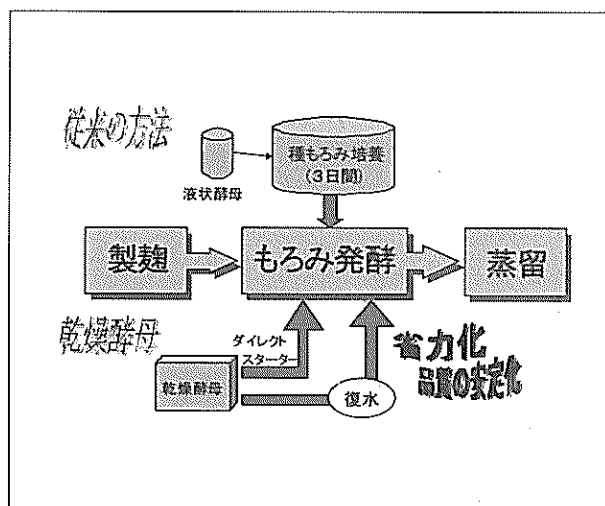 従来の方法
液状酵母
種もろみ培養
(3日間)
製麹
もろみ発酵
蒸留
乾燥酵母
ダイレクト
スターター
乾燥酵母
復水
省力化
品質の安定化